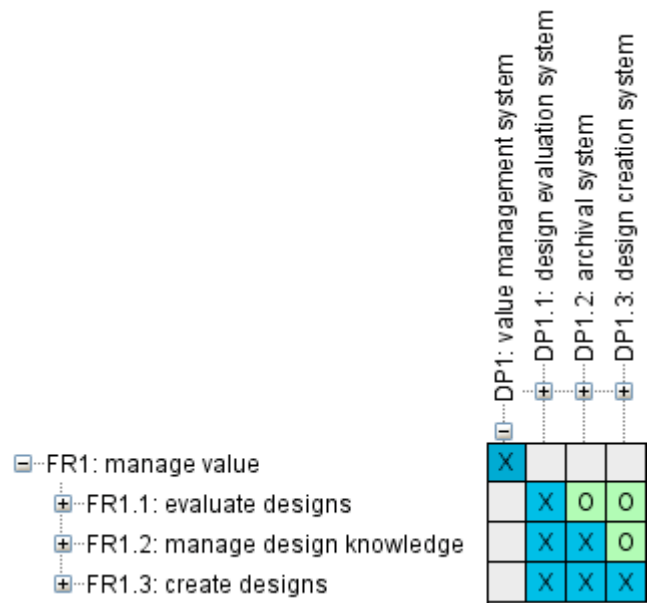 DP1: value management system
DP1.1: design evaluation system
DP1.2: archival system
DP1.3: design creation system
FR1: manage value X
FR1.1: evaluate designs X O O
FR1.2: manage design knowledge X X O
FR1.3: create designs X X X